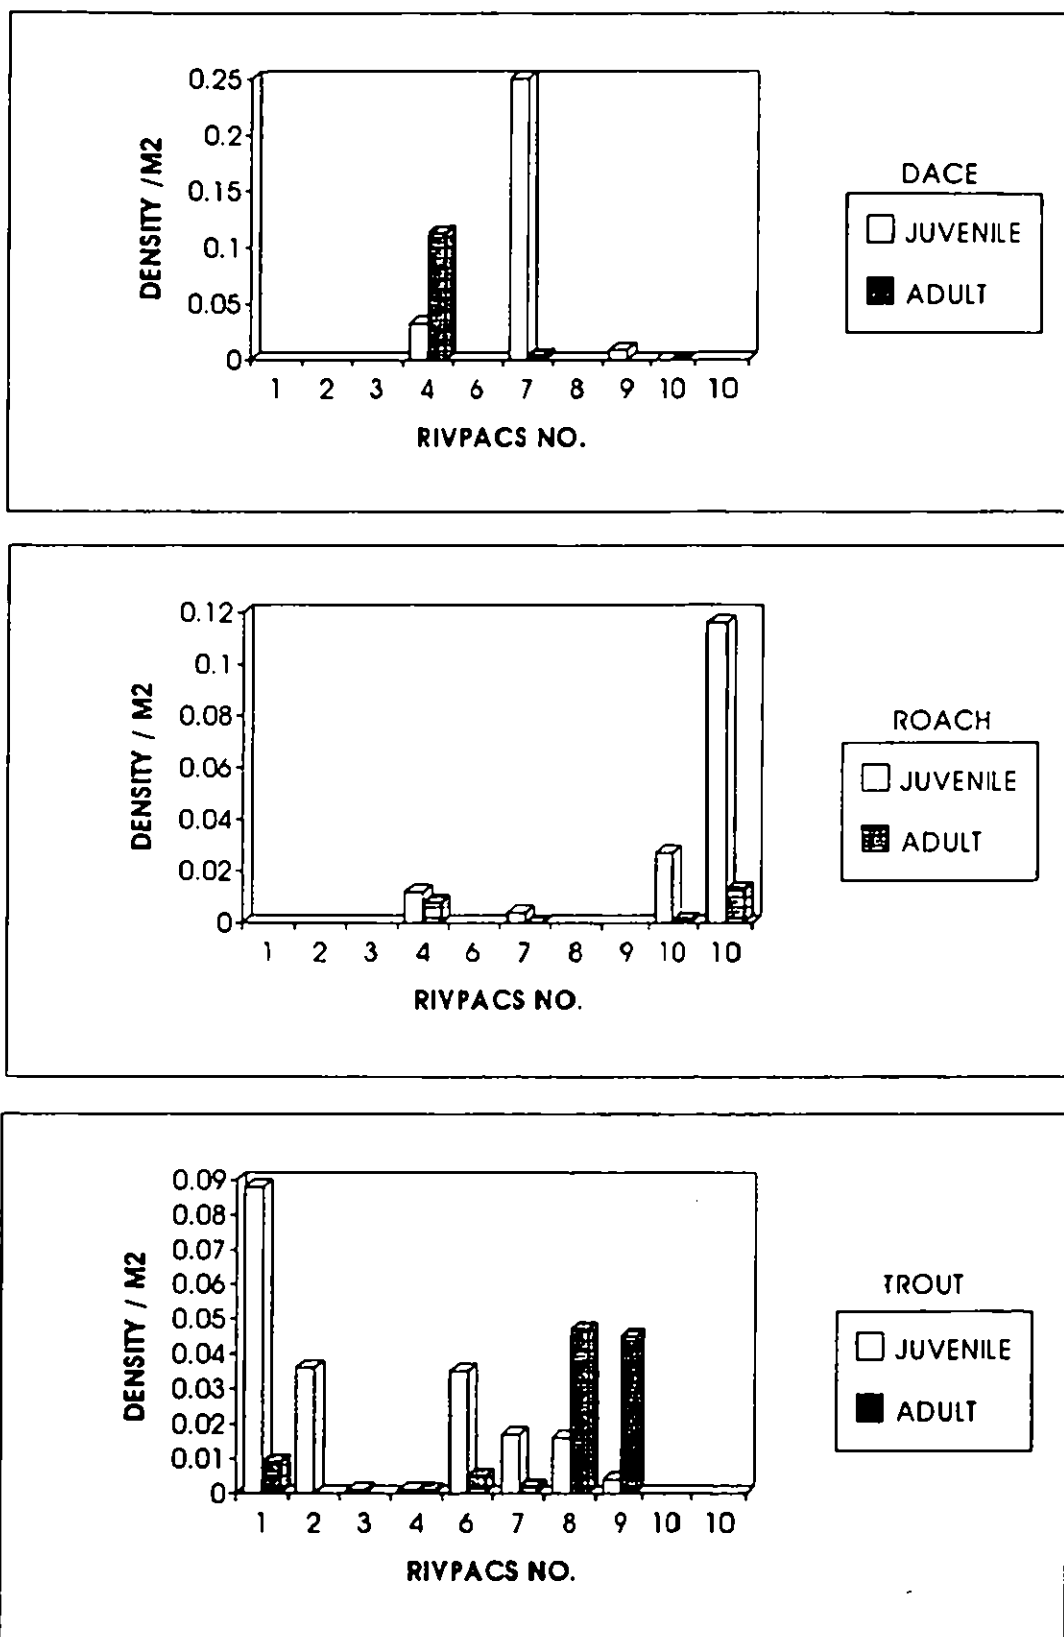 DENSITY /M2
0.25
0.2
0.15
0.1
0.05
0
1 2 3 4 6 7 8 9 10 10
RIVPACS NO.
DACE
JUVENILE
ADULT
DENSITY / M2
0.12
0.1
0.08
0.06
0.04
0.02
0
1 2 3 4 6 7 8 9 10 10
RIVPACS NO.
ROACH
JUVENILE
ADULT
DENSITY / M2
0.09
0.08
0.07
0.06
0.05
0.04
0.03
0.02
0.01
0
1 2 3 4 6 7 8 9 10 10
RIVPACS NO.
TROUT
JUVENILE
ADULT